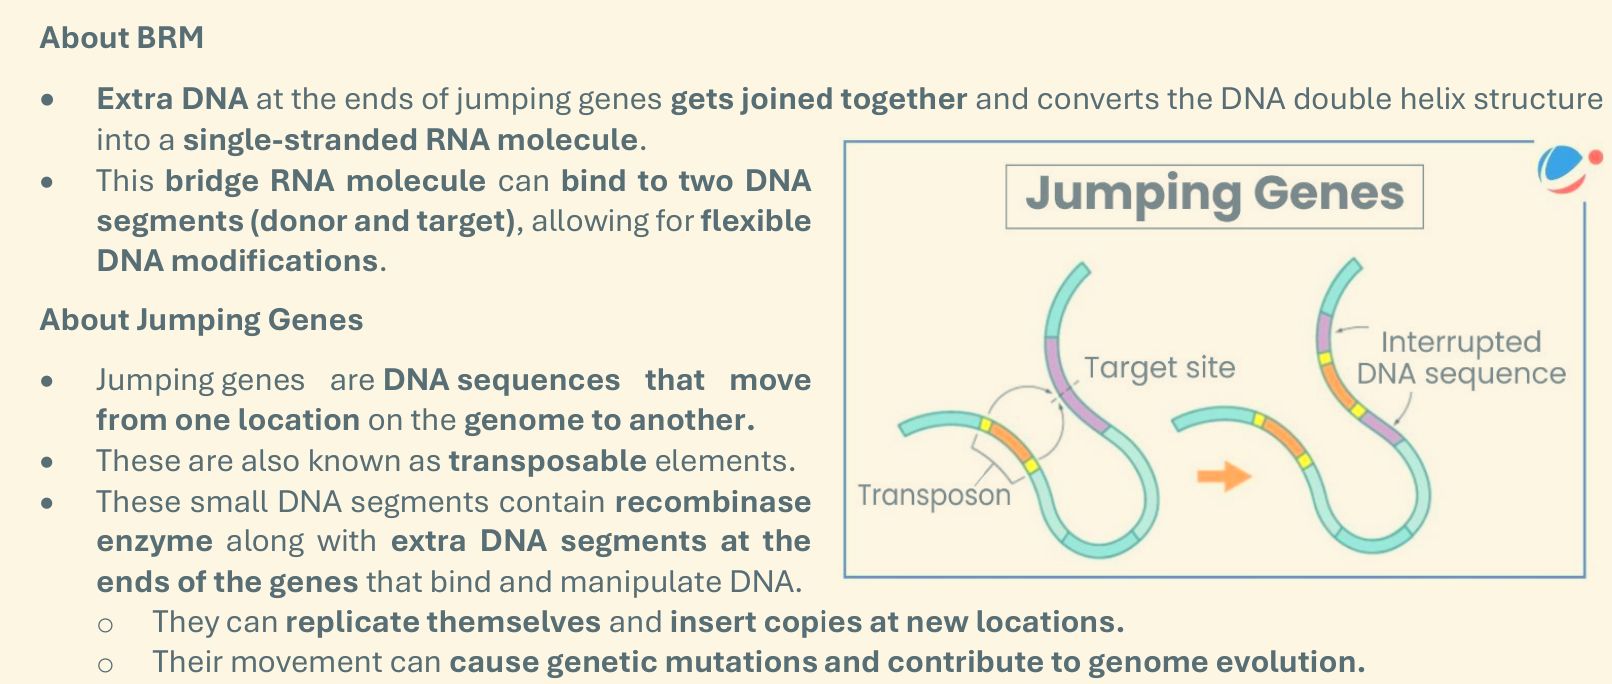 About BRM
• Extra DNA at the ends of jumping genes gets joined together and converts the DNA double helix structure
into a single-stranded RNA molecule.
• This bridge RNA molecule can bind to two DNA
segments (donor and target), allowing for flexible
DNA modifications.
About Jumping Genes
• Jumping genes are DNA sequences that move
from one location on the genome to another.
• These are also known as transposable elements.
• These small DNA segments contain recombinase
enzyme along with extra DNA segments at the
ends of the genes that bind and manipulate DNA.
○ They can replicate themselves and insert copies at new locations.
○ Their movement can cause genetic mutations and contribute to genome evolution.
Jumping Genes
Target site
Transposon
Interrupted
DNA sequence